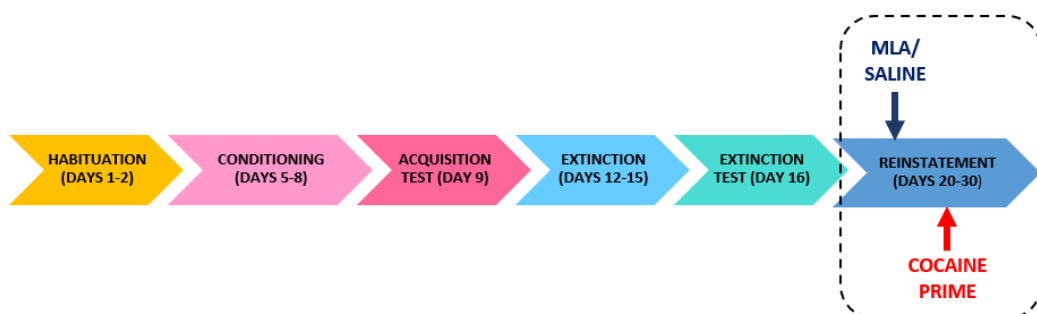 MLA/
SALINE
HABITUATION
(DAYS 1-2)
CONDITIONING
(DAYS 5-8)
ACQUISITION
TEST (DAY 9)
EXTINCTION
(DAYS 12-15)
EXTINCTION
TEST (DAY 16)
REINSTATEMENT
(DAYS 20-30)
COCAINE
PRIME